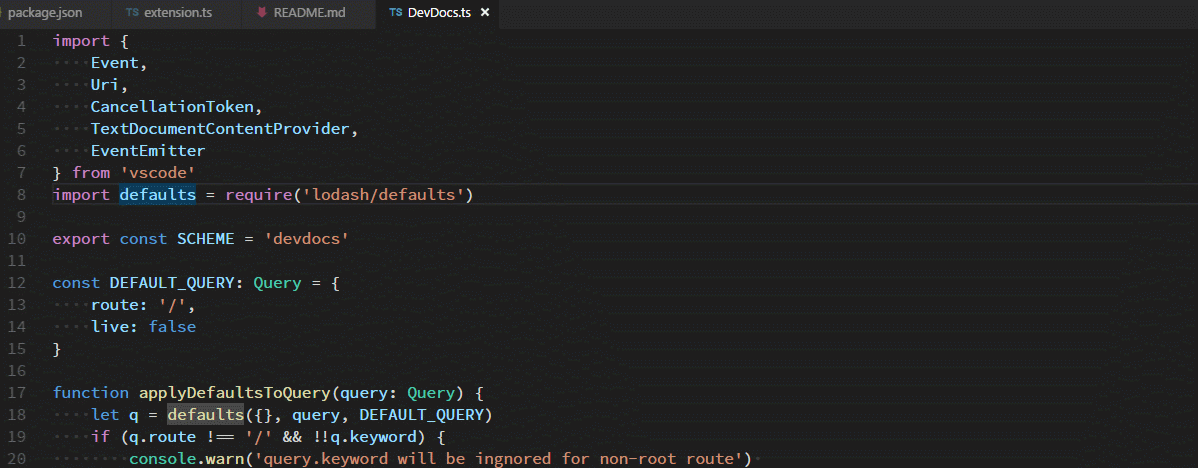 package.json TS extension.ts README.md TS DevDocs.ts ×
1 import {
2 ····Event,
3 ····Uri,
4 ····CancellationToken,
5 ····TextDocumentContentProvider,
6 ····EventEmitter
7 } from 'vscode'
8 import defaults = require('lodash/defaults')
9
10 export const SCHEME = 'devdocs'
11
12 const DEFAULT_QUERY: Query = {
13 ····route: '/',
14 ····live: false
15 }
16
17 function applyDefaultsToQuery(query: Query) {
18 ····let q = defaults({}, query, DEFAULT_QUERY)
19 ····if (q.route !== '/' && !!q.keyword) {
20 ········console.warn('query.keyword will be ingnored for non-root route')·